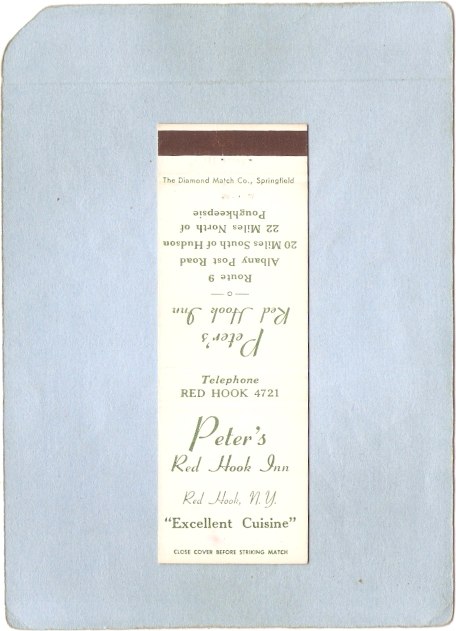 The Diamond Match Co., Springfield
Peter's
Red Hook Inn
Route 9
Albany Post Road
20 Miles South of Hudson
22 Miles North of
Poughkeepsie
Telephone
RED HOOK 4721
Peter's
Red Hook Inn
Red Hook, N.Y.
"Excellent Cuisine"
CLOSE COVER BEFORE STRIKING MATCH